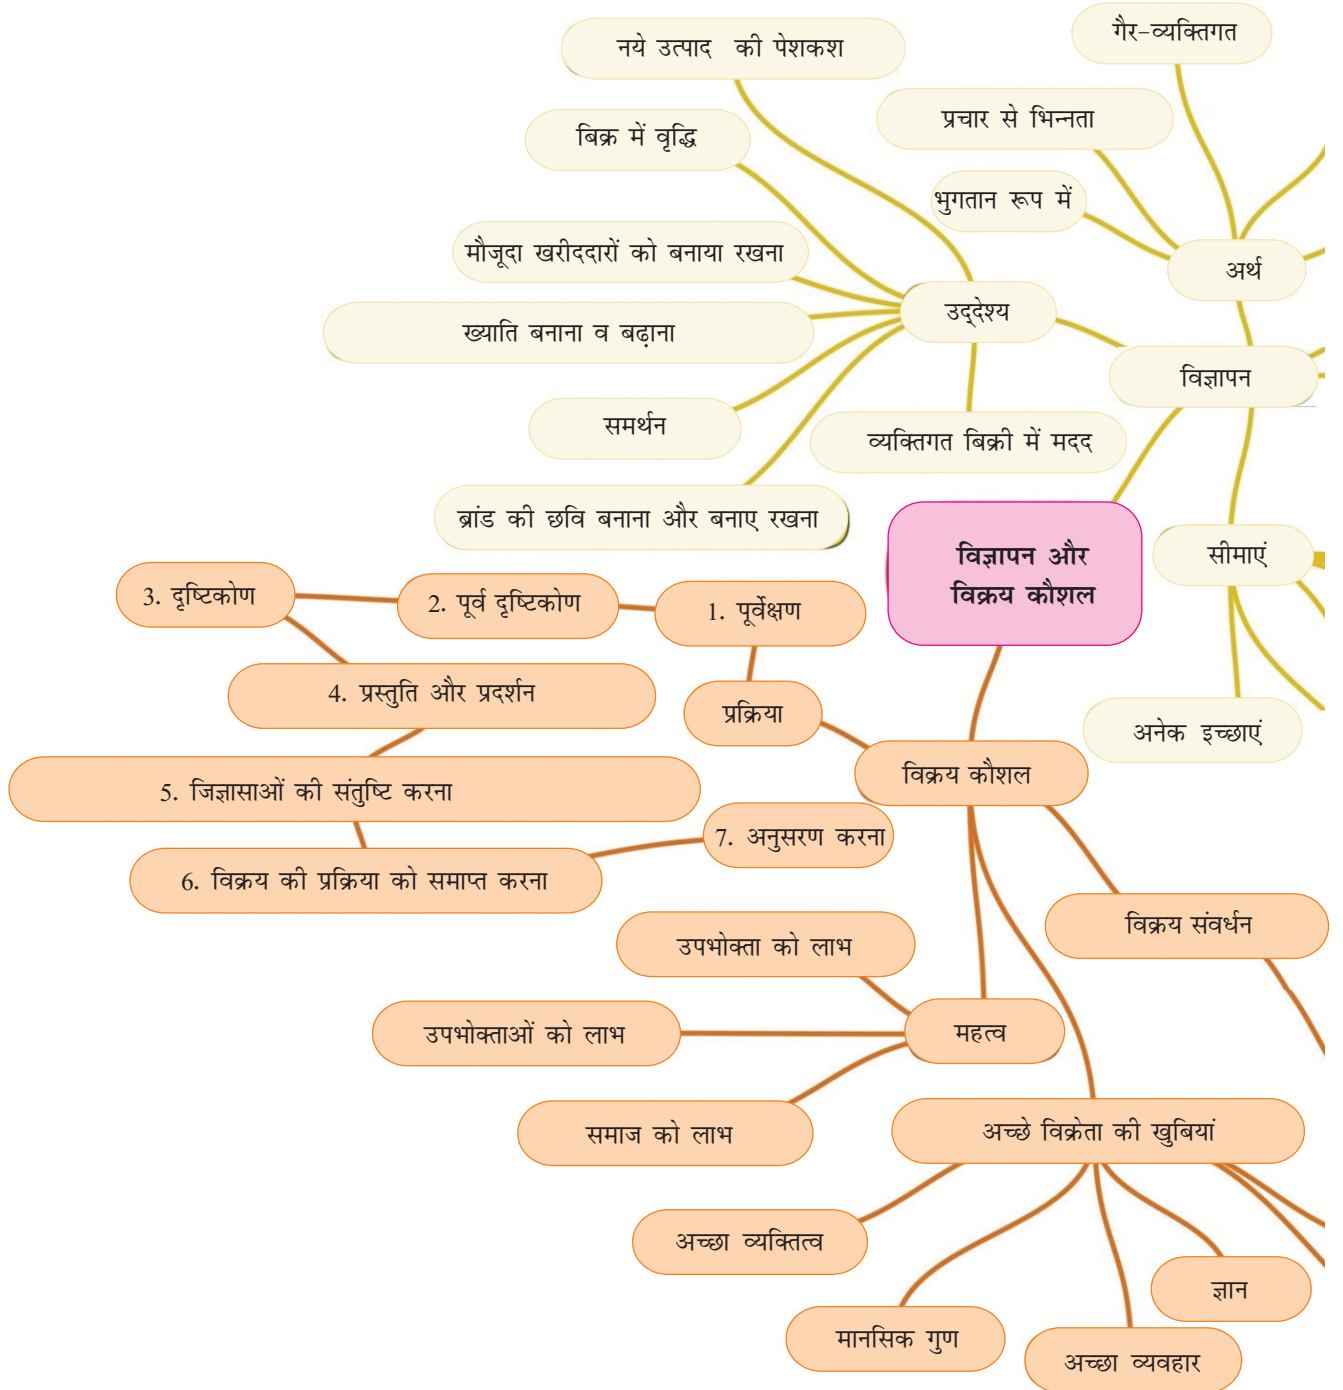 गैर-व्यक्तिगत
नये उत्पाद की पेशकश
प्रचार से भिन्नता
बिक्र में वृद्धि
भुगतान रूप में
मौजूदा खरीददारों को बनाया रखना
अर्थ
उद्देश्य
ख्याति बनाना व बढ़ाना
विज्ञापन
समर्थन
व्यक्तिगत बिक्री में मदद
ब्रांड की छवि बनाना और बनाए रखना
विज्ञापन और
विक्रय कौशल
सीमाएं
3. दृष्टिकोण
2. पूर्व दृष्टिकोण
1. पूर्वेक्षण
4. प्रस्तुति और प्रदर्शन
प्रक्रिया
अनेक इच्छाएं
विक्रय कौशल
5. जिज्ञासाओं की संतुष्टि करना
7. अनुसरण करना
6. विक्रय की प्रक्रिया को समाप्त करना
विक्रय संवर्धन
उपभोक्ता को लाभ
उपभोक्ताओं को लाभ
महत्व
समाज को लाभ
अच्छे विक्रेता की खुबियां
अच्छा व्यक्तित्व
ज्ञान
मानसिक गुण
अच्छा व्यवहार